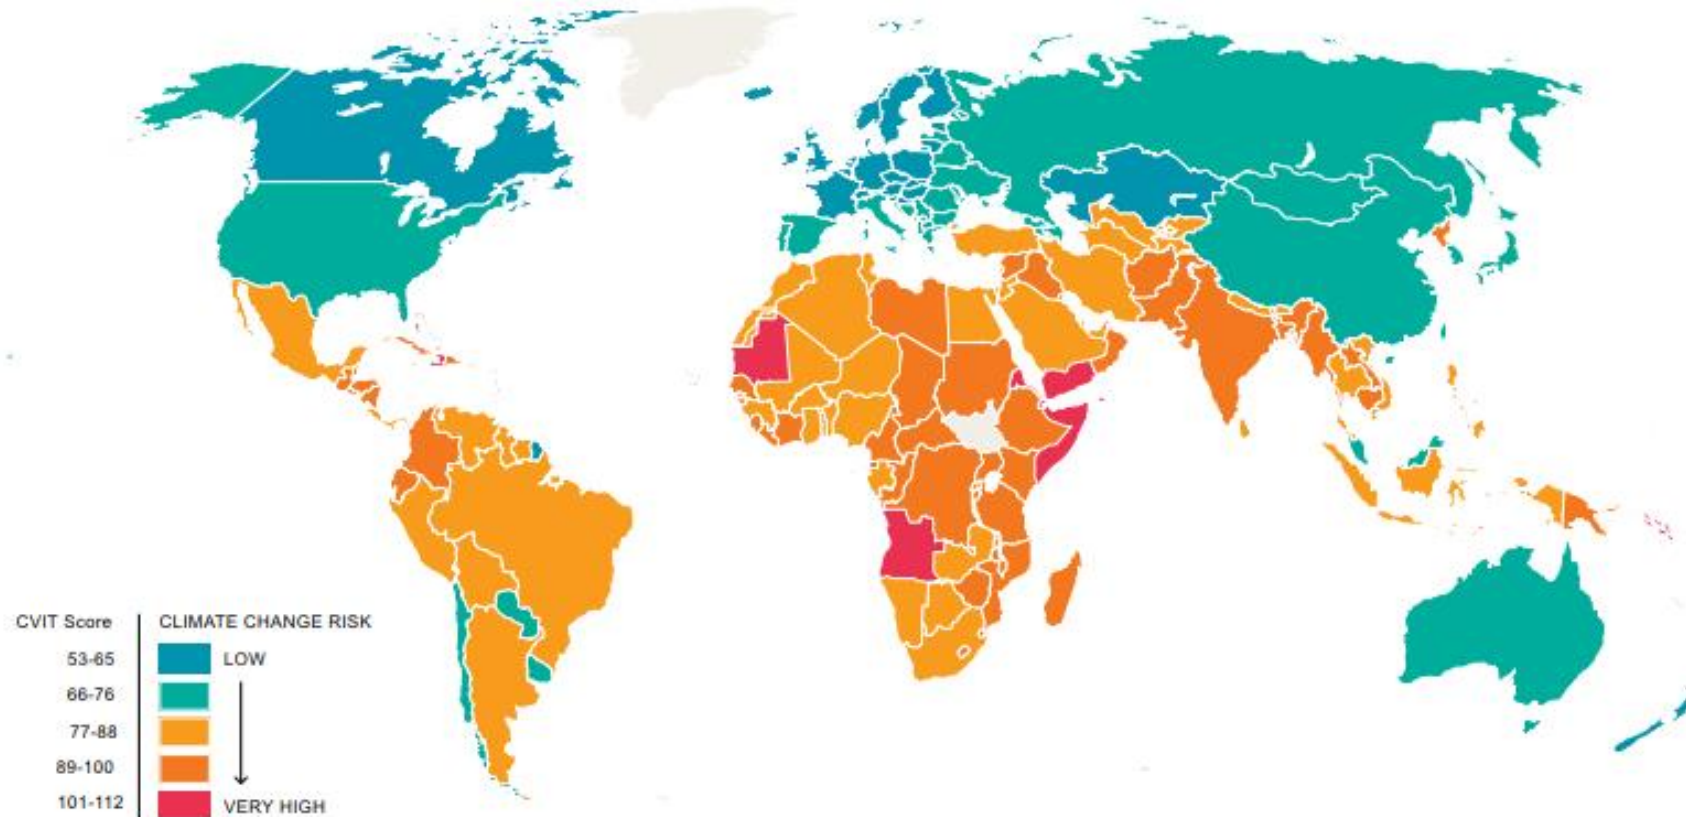 CVIT Score CLIMATE CHANGE RISK
53-65 LOW
66-76
77-88
89-100
101-112 VERY HIGH